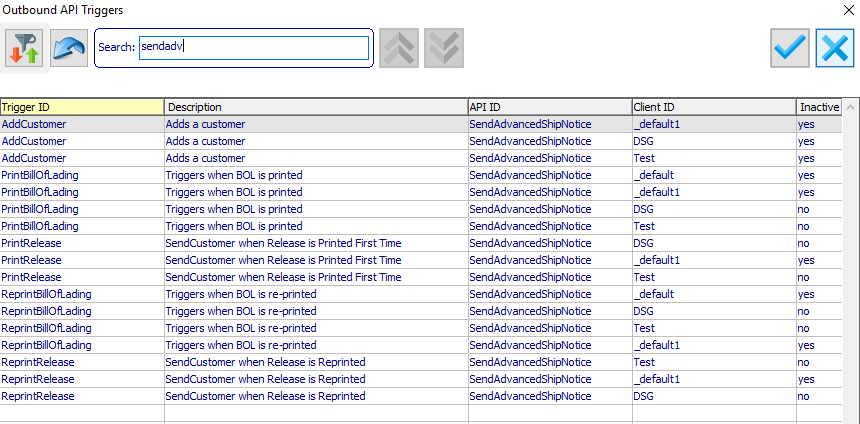 Outbound API Triggers
Search: sendadv
Trigger ID Description API ID Client ID Inactive
AddCustomer Adds a customer SendAdvancedShipNotice _default1 yes
AddCustomer Adds a customer SendAdvancedShipNotice DSG yes
AddCustomer Adds a customer SendAdvancedShipNotice Test yes
PrintBillOfLading Triggers when BOL is printed SendAdvancedShipNotice _default yes
PrintBillOfLading Triggers when BOL is printed SendAdvancedShipNotice _default1 yes
PrintBillOfLading Triggers when BOL is printed SendAdvancedShipNotice DSG no
PrintBillOfLading Triggers when BOL is printed SendAdvancedShipNotice Test no
PrintRelease SendCustomer when Release is Printed First Time SendAdvancedShipNotice DSG no
PrintRelease SendCustomer when Release is Printed First Time SendAdvancedShipNotice _default1 yes
PrintRelease SendCustomer when Release is Printed First Time SendAdvancedShipNotice Test no
ReprintBillOfLading Triggers when BOL is re-printed SendAdvancedShipNotice _default yes
ReprintBillOfLading Triggers when BOL is re-printed SendAdvancedShipNotice DSG no
ReprintBillOfLading Triggers when BOL is re-printed SendAdvancedShipNotice Test no
ReprintBillOfLading Triggers when BOL is re-printed SendAdvancedShipNotice _default1 yes
ReprintRelease SendCustomer when Release is Reprinted SendAdvancedShipNotice Test no
ReprintRelease SendCustomer when Release is Reprinted SendAdvancedShipNotice _default1 yes
ReprintRelease SendCustomer when Release is Reprinted SendAdvancedShipNotice DSG no